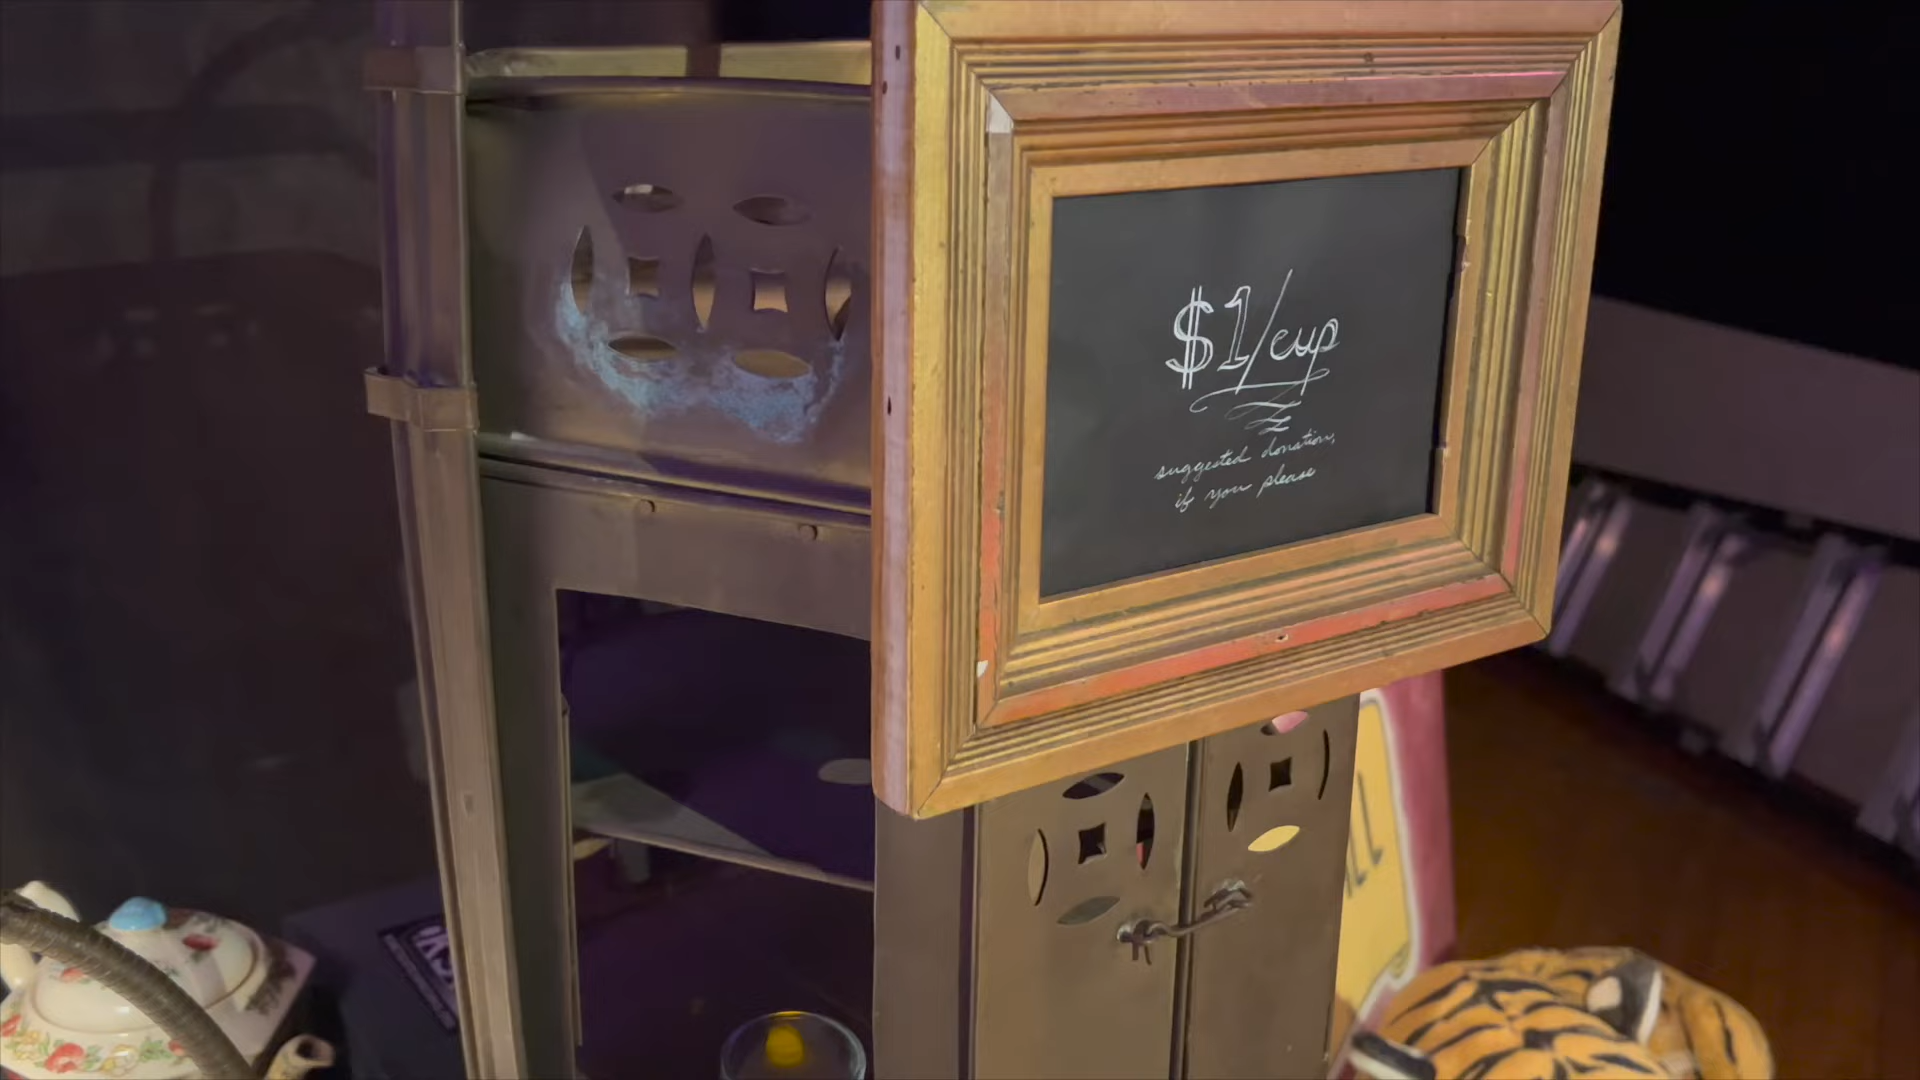 $1/cup
suggested donation,
if you please